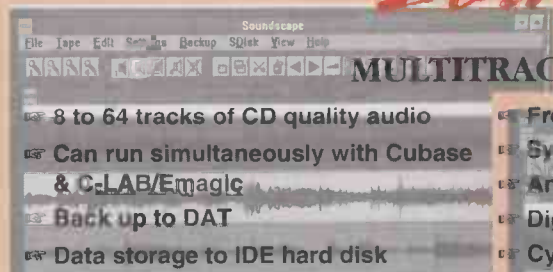 Soundscape
File Tape Edit Settings Backup SDisk View Help
MULTITRAC
8 to 64 tracks of CD quality audio
Can run simultaneously with Cubase
& C-LAB/Emagic
Back up to DAT
Data storage to IDE hard disk
Fr
Sy
Ar
Di
Cy